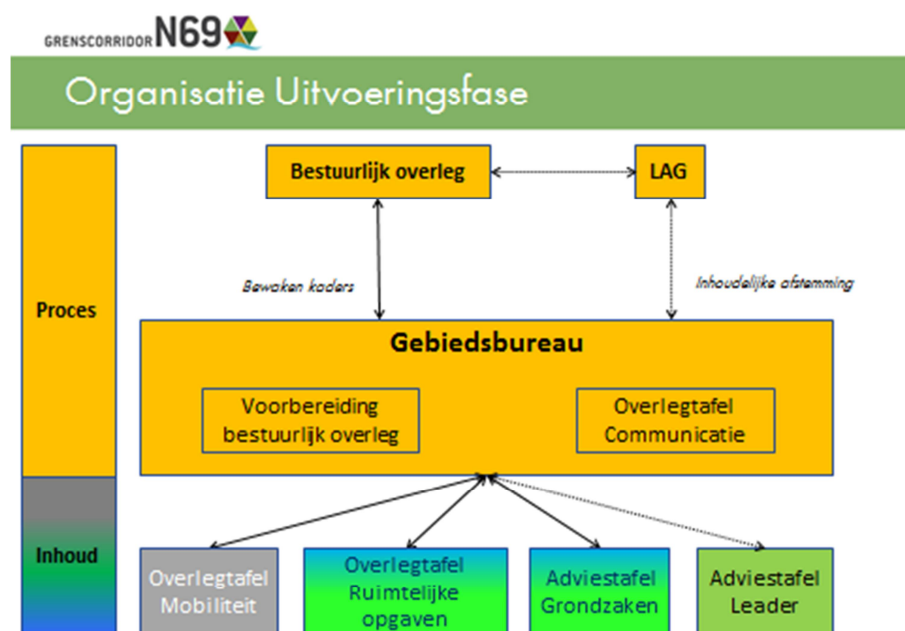 GRENSCORRIDOR N69
Organisatie Uitvoeringsfase
Bestuurlijk overleg
LAG
Bewaken kaders
Inhoudelijke afstemming
Proces
Gebiedsbureau
Voorbereiding
bestuurlijk overleg
Overlegtafel
Communicatie
Inhoud
Overlegtafel
Mobiliteit
Overlegtafel
Ruimtelijke
opgaven
Adviestafel
Grondzaken
Adviestafel
Leader